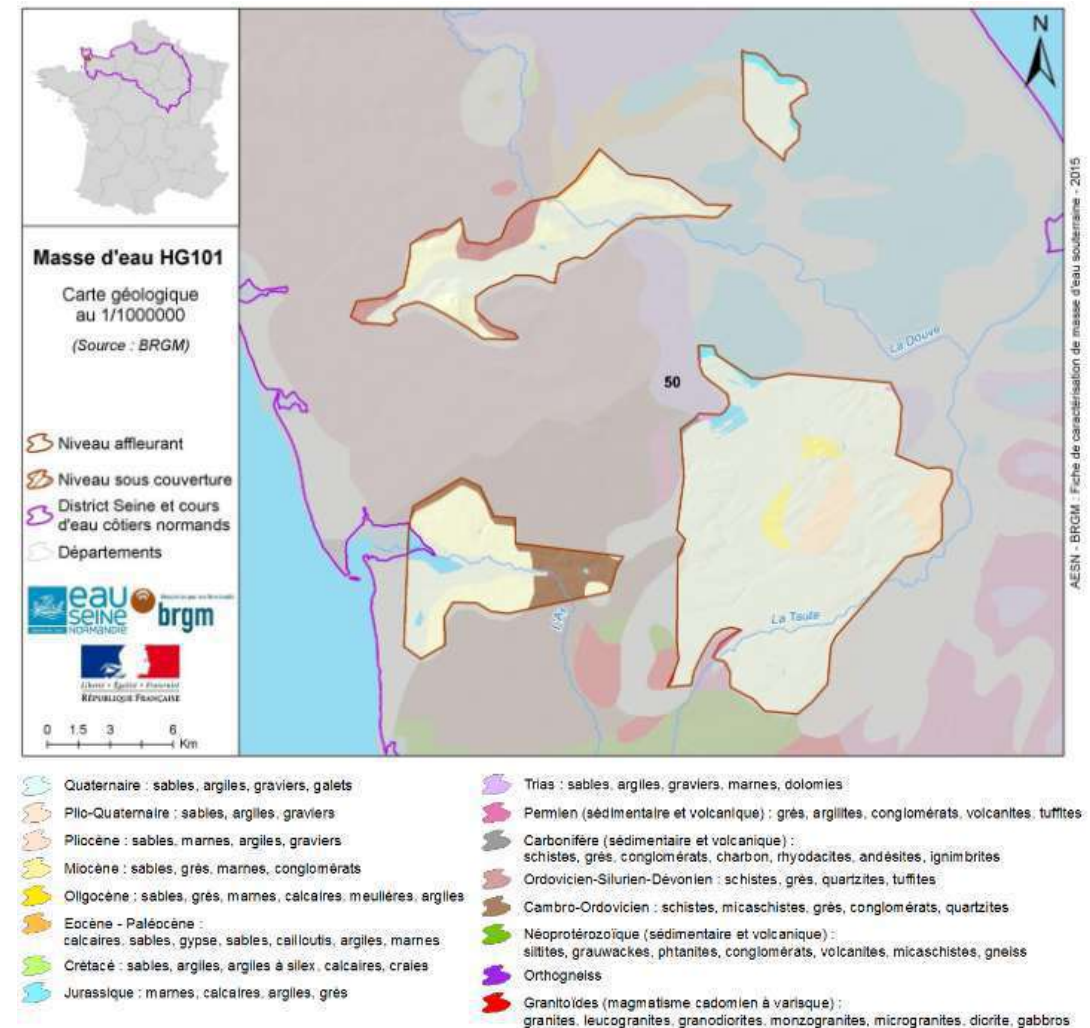 Masse d'eau HG101
Carte géologique
au 1/1000000
(Source : BRGM)
Niveau affleurant
Niveau sous couverture
District Seine et cours
d'eau côtiers normands
Départements
eau
SEINE
NORMANDIE
brgm
Liberté • Égalité • Fraternité
RÉPUBLIQUE FRANÇAISE
0 1.5 3 6
Km
N
50
La Douve
La Taute
AESN - BRGM : Fiche de caractérisation de masse d'eau souterraine - 2015
Quaternaire : sables, argiles, graviers, galets
Plio-Quaternaire : sables, argiles, graviers
Pliocène : sables, marnes, argiles, graviers
Miocène : sables, grès, marnes, conglomérats
Oligocène : sables, grès, marnes, calcaires, meulières, argiles
Eocène - Paléocène :
calcaires, sables, gypse, sables, cailloutis, argiles, marnes
Crétacé : sables, argiles, argiles à silex, calcaires, craies
Jurassique : marnes, calcaires, argiles, grès
Trias : sables, argiles, graviers, marnes, dolomies
Permien (sédimentaire et volcanique) : grès, argilites, conglomérats, volcanites, tuffites
Carbonifère (sédimentaire et volcanique) :
schistes, grès, conglomérats, charbon, rhyodacites, andésites, ignimbrites
Ordovicien-Silurien-Dévonien : schistes, grès, quartzites, tuffites
Cambro-Ordovicien : schistes, micaschistes, grès, conglomérats, quartzites
Néoprotérozoïque (sédimentaire et volcanique) :
siltites, grauwackes, phtanites, conglomérats, volcanites, micaschistes, gneiss
Orthogneiss
Granitoïdes (magmatisme cadomien à varisque) :
granites, leucogranites, granodiorites, monzogranites, microgranites, diorite, gabbros